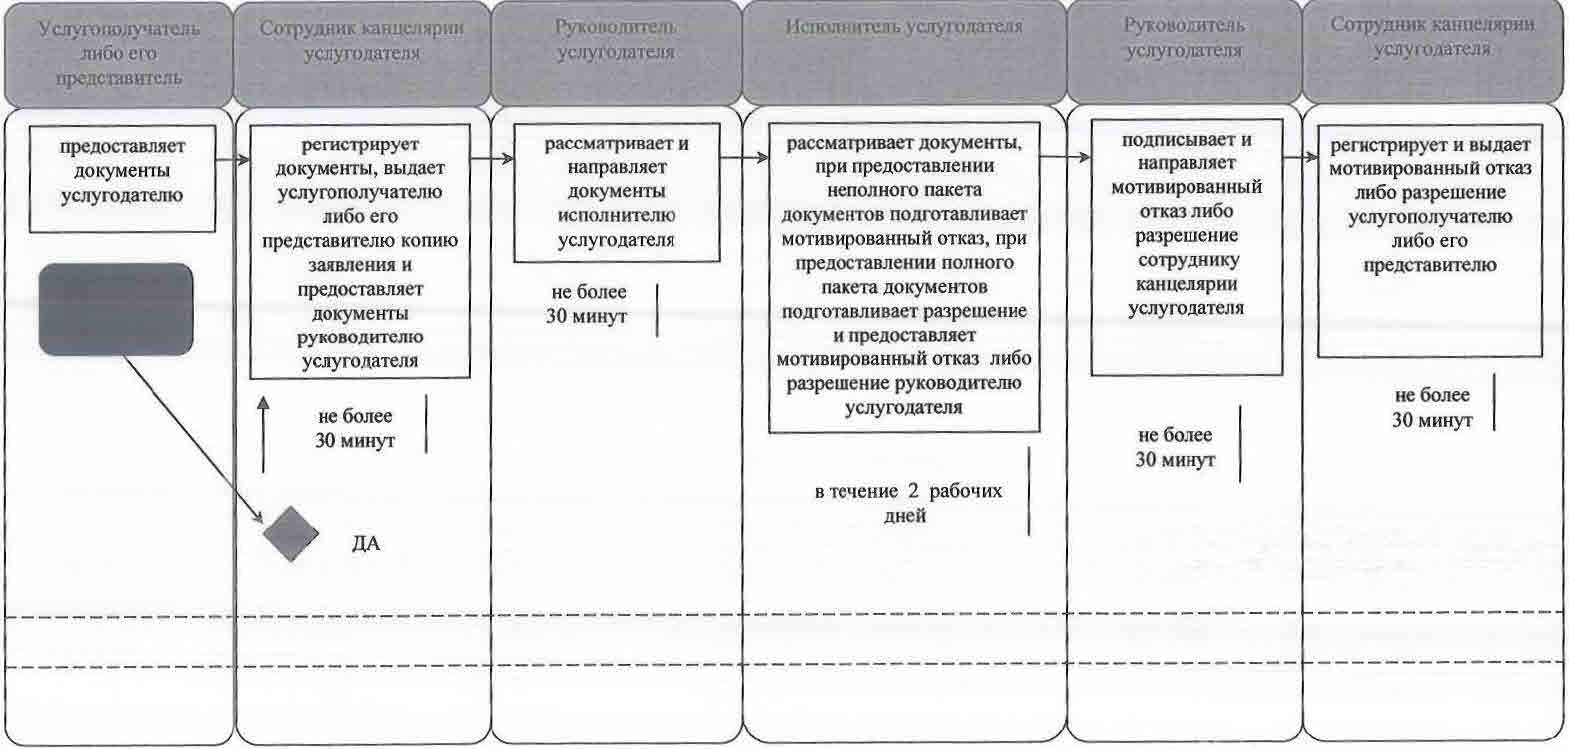 Услугополучатель
либо его
представитель
Сотрудник канцелярии
услугодателя
Руководитель
услугодателя
Исполнитель услугодателя
Руководитель
услугодателя
Сотрудник канцелярии
услугодателя
предоставляет
документы
услугодателю
регистрирует
документы, выдает
услугополучателю
либо его
представителю копию
заявления и
предоставляет
документы
руководителю
услугодателя
не более
30 минут
ДА
рассматривает и
направляет
документы
исполнителю
услугодателя
не более
30 минут
рассматривает документы,
при предоставлении
неполного пакета
документов подготавливает
мотивированный отказ, при
предоставлении полного
пакета документов
подготавливает разрешение
и предоставляет
мотивированный отказ либо
разрешение руководителю
услугодателя
в течение 2 рабочих
дней
подписывает и
направляет
мотивированный
отказ либо
разрешение
сотруднику
канцелярии
услугодателя
не более
30 минут
регистрирует и выдает
мотивированный отказ
либо разрешение
услугополучателю
либо его
представителю
не более
30 минут